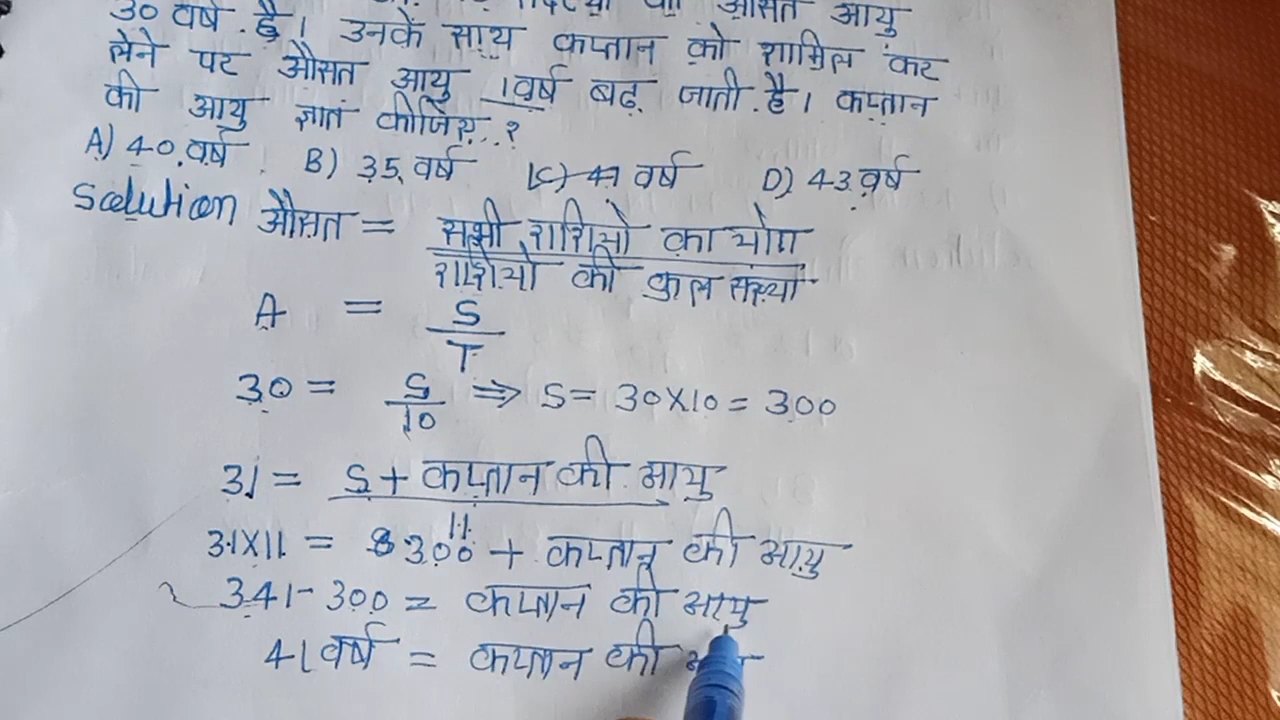 की औसत आयु
30 वर्ष है। उनके साथ कप्तान को शामिल कर
लेने पर औसत आयु 1 वर्ष बढ़ जाती है। कप्तान
की आयु ज्ञात कीजिए..?
A) 40 वर्ष B) 35 वर्ष C) 41 वर्ष D) 43 वर्ष
Solution औसत = सभी राशियो का योग
राशियो की कुल संख्या
A = S
T
30 = S ⇒ S = 30×10 = 300
10
31 = S + कप्तान की आयु
11
31×11 = 300 + कप्तान की आयु
341 - 300 = कप्तान की आयु
41 वर्ष = कप्तान की